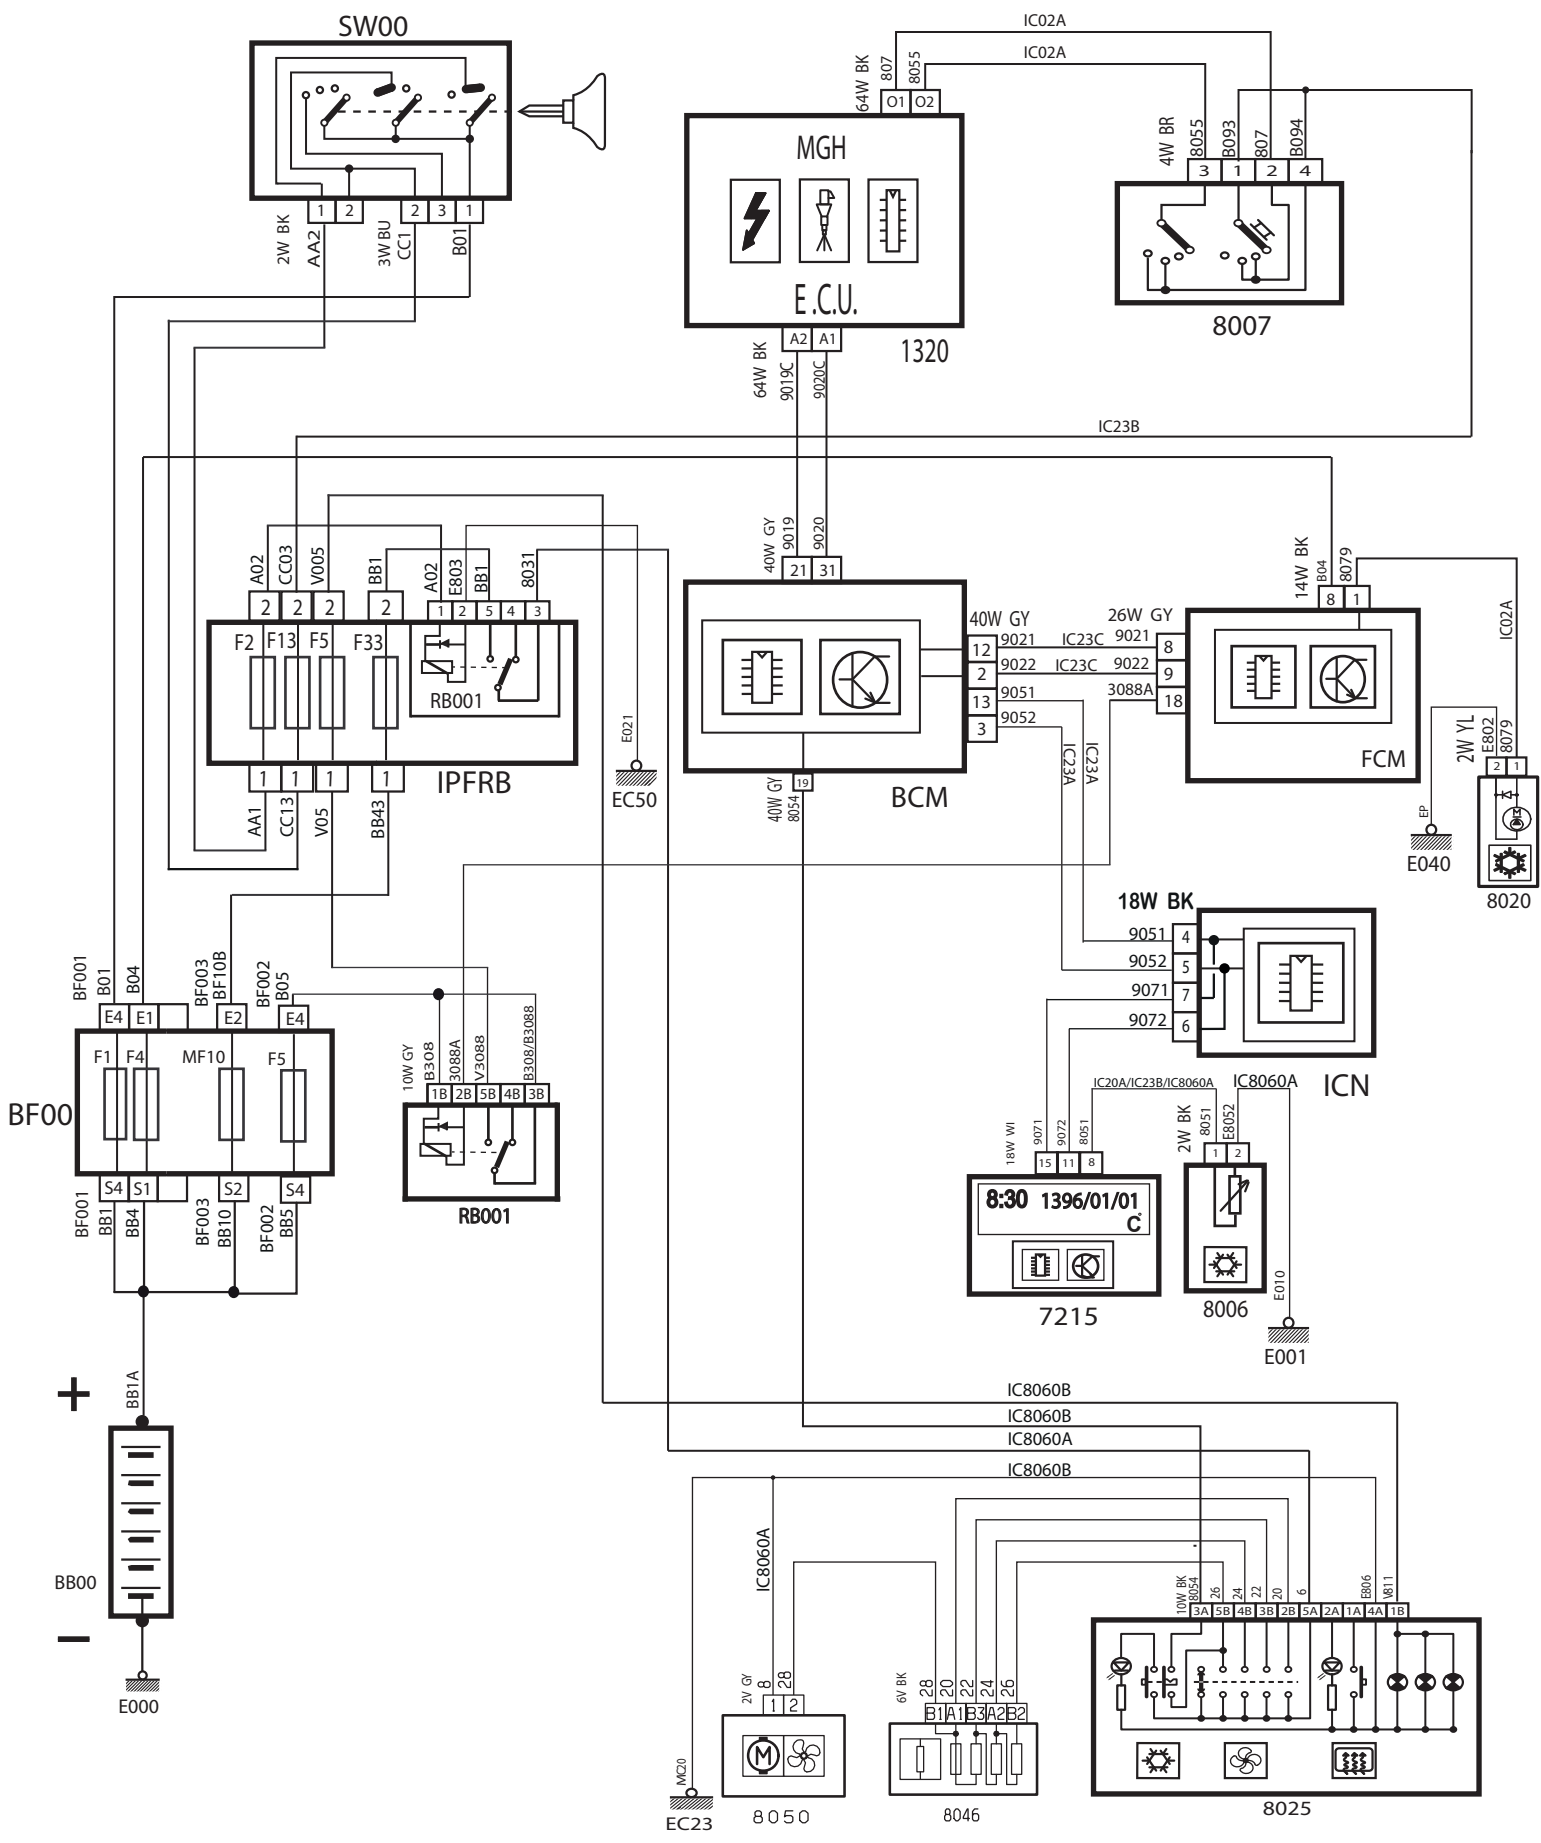 SW00
1 2 2 3 1
2W BK
AA2
3W BU
CC1
B01
IC02A
IC02A
64W BK
807
8055
O1 O2
MGH
E.C.U.
1320
A2 A1
64W BK
9019C
9020C
4W BR
8055
B093
807
B094
3 1 2 4
8007
IC23B
A02
CC03
V005
BB1
A02
E803
BB1
8031
2 2 2 2
1 2 5 4 3
F2 F13 F5 F33
RB001
1 1 1 1
IPFRB
AA1
CC13
V05
BB43
E021
EC50
40W GY
9019
9020
21 31
40W GY
12 9021 IC23C 9021 8
2 9022 IC23C 9022 9
13 9051
3 9052
26W GY
3088A 18
IC23A
IC23A
19
BCM
40W GY
8054
14W BK
B04
8079
8 1
FCM
IC02A
2W YL
E802
8079
2 1
M
8020
EP
E040
18W BK
9051 4
9052 5
9071 7
9072 6
ICN
BF001
B01
B04
BF003
BF10B
BF002
B05
E4 E1 E2 E4
F1 F4 MF10 F5
BF00
S4 S1 S2 S4
BF001
BB1
BB4
BF003
BB10
BF002
BB5
10W GY
B308
3088A
V3088
B308/B3088
1B 2B 5B 4B 3B
RB001
IC20A/IC23B/IC8060A
IC8060A
18W WI
9071
9072
8051
15 11 8
8:30 1396/01/01
C°
7215
2W BK
8051
E8052
1 2
8006
E010
E001
+
BB1A
BB00
−
E000
IC8060B
IC8060B
IC8060A
IC8060B
IC8060A
2V GY
8
28
1 2
M
8050
MC20
EC23
6V BK
28
20
22
24
26
B1 A1 B3 A2 B2
8046
10W BK
8054
26
24
22
20
6
E806
V811
3A 5B 4B 3B 2B 5A 2A 1A 4A 1B
8025